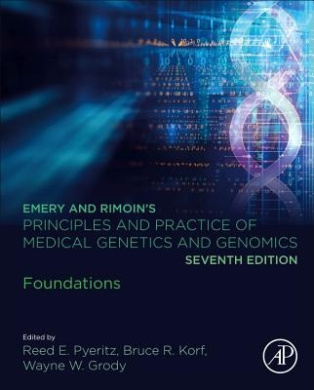 EMERY AND RIMOIN'S
PRINCIPLES AND PRACTICE OF
MEDICAL GENETICS AND GENOMICS
SEVENTH EDITION
Foundations
Edited by
Reed E. Pyeritz, Bruce R. Korf,
Wayne W. Grody
AP